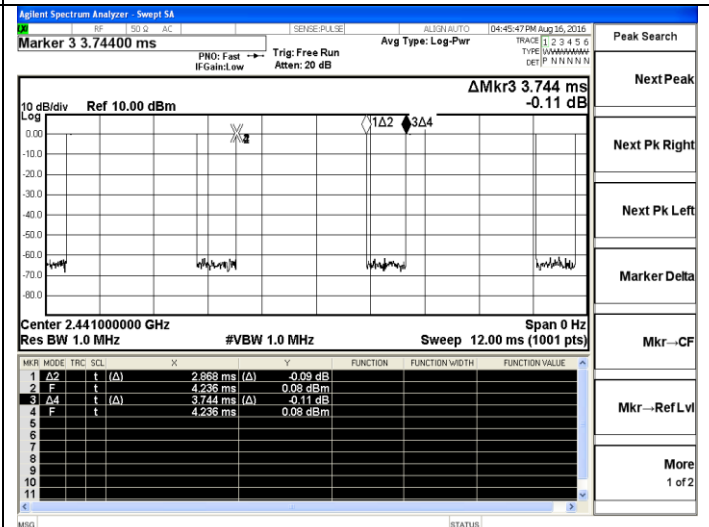 Agilent Spectrum Analyzer - Swept SA
RF 50 Ω AC SENSE:PULSE ALIGN AUTO 04:45:47 PM Aug 16, 2016
Marker 3 3.74400 ms
PNO: Fast
IFGain:Low
Trig: Free Run
Atten: 20 dB
Avg Type: Log-Pwr
TRACE 1 2 3 4 5 6
TYPE
DET P N N N N N
Peak Search
Next Peak
Next Pk Right
Next Pk Left
Marker Delta
Mkr→CF
Mkr→Ref Lvl
More
1 of 2
ΔMkr3 3.744 ms
-0.11 dB
10 dB/div Ref 10.00 dBm
Log
1Δ2 3Δ4
0.00
-10.0
-20.0
-30.0
-40.0
-50.0
-60.0
-70.0
-80.0
Center 2.441000000 GHz Span 0 Hz
Res BW 1.0 MHz #VBW 1.0 MHz Sweep 12.00 ms (1001 pts)
MKR MODE TRC SCL X Y FUNCTION FUNCTION WIDTH FUNCTION VALUE
1 Δ2 t (Δ) 2.868 ms (Δ) -0.09 dB
2 F t 4.236 ms 0.08 dBm
3 Δ4 t (Δ) 3.744 ms (Δ) -0.11 dB
4 F t 4.236 ms 0.08 dBm
5
6
7
8
9
10
11
MSG STATUS